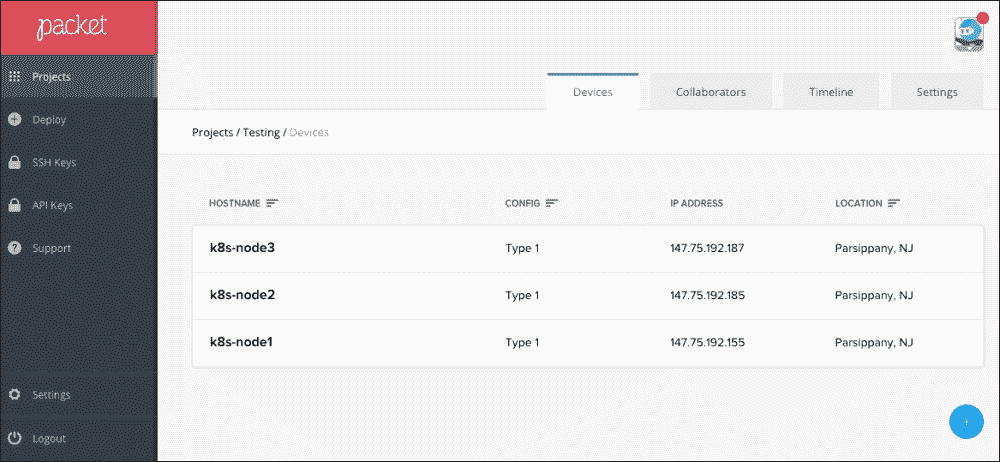 packet
Projects
Deploy
SSH Keys
API Keys
Support
Settings
Logout
Devices Collaborators Timeline Settings
Projects / Testing / Devices
HOSTNAME CONFIG IP ADDRESS LOCATION
k8s-node3 Type 1 147.75.192.187 Parsippany, NJ
k8s-node2 Type 1 147.75.192.185 Parsippany, NJ
k8s-node1 Type 1 147.75.192.155 Parsippany, NJ